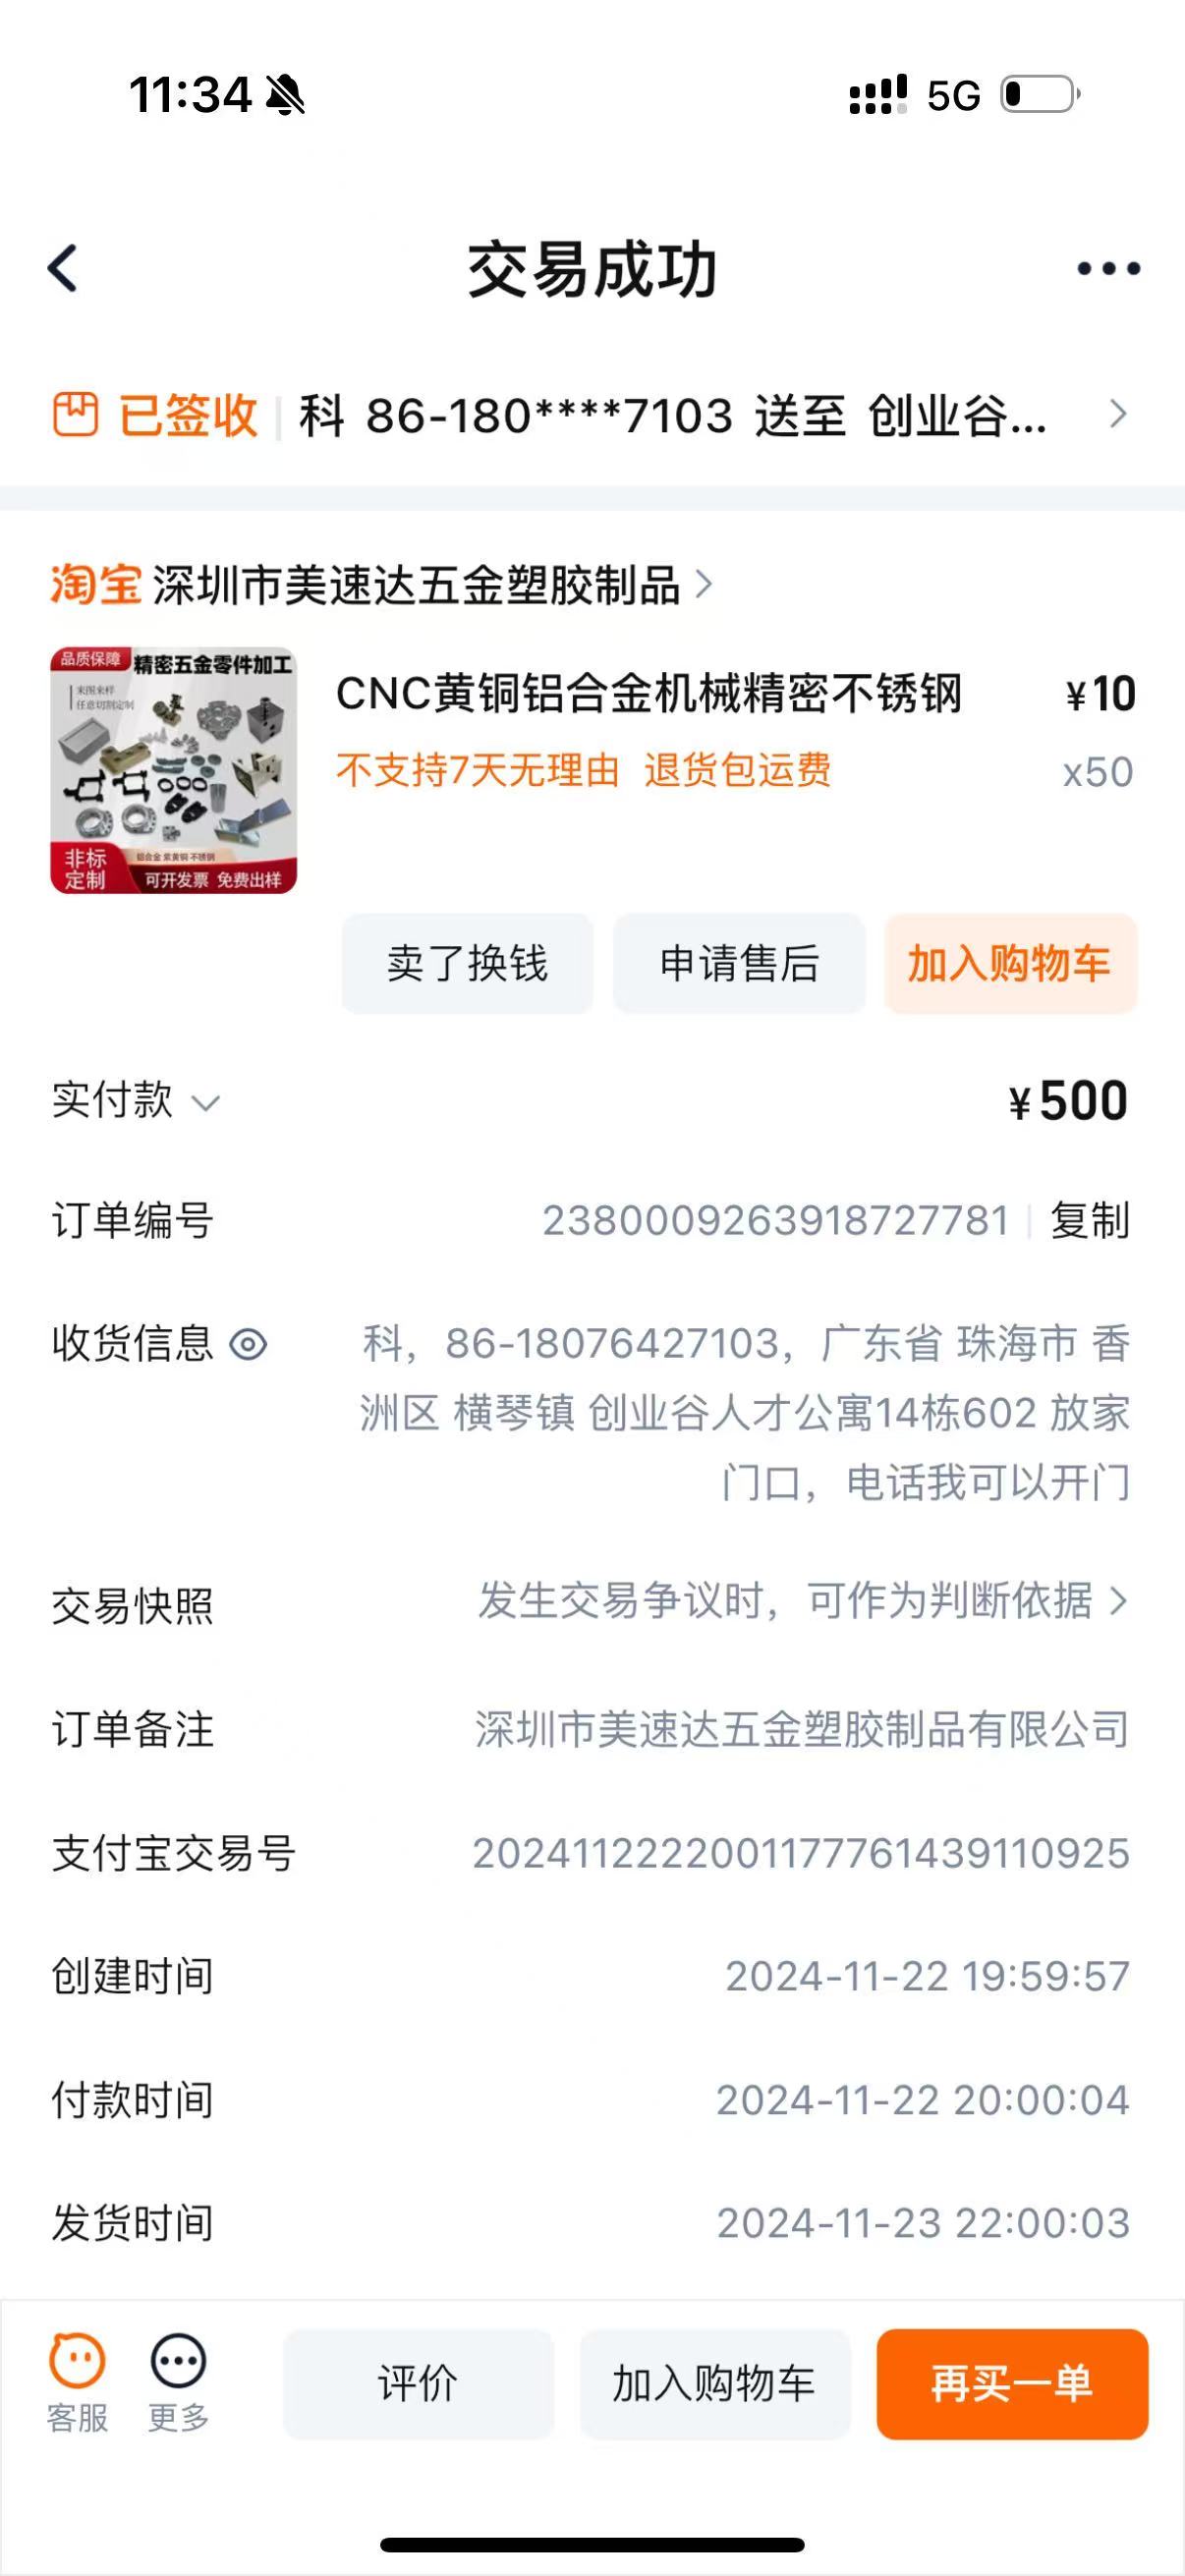 11:34
5G
交易成功
已签收 科 86-180****7103 送至 创业谷...
淘宝 深圳市美速达五金塑胶制品
品质保障 精密五金零件加工
来图来样
任意切割定制
非标
定制
铝合金 紫黄铜 不锈钢
可开发票 免费出样
CNC黄铜铝合金机械精密不锈钢 ¥10
不支持7天无理由 退货包运费 x50
卖了换钱 申请售后 加入购物车
实付款 ¥500
订单编号 2380009263918727781 复制
收货信息 科，86-18076427103，广东省 珠海市 香
洲区 横琴镇 创业谷人才公寓14栋602 放家
门口，电话我可以开门
交易快照 发生交易争议时，可作为判断依据
订单备注 深圳市美速达五金塑胶制品有限公司
支付宝交易号 2024112222001177761439110925
创建时间 2024-11-22 19:59:57
付款时间 2024-11-22 20:00:04
发货时间 2024-11-23 22:00:03
客服 更多 评价 加入购物车 再买一单